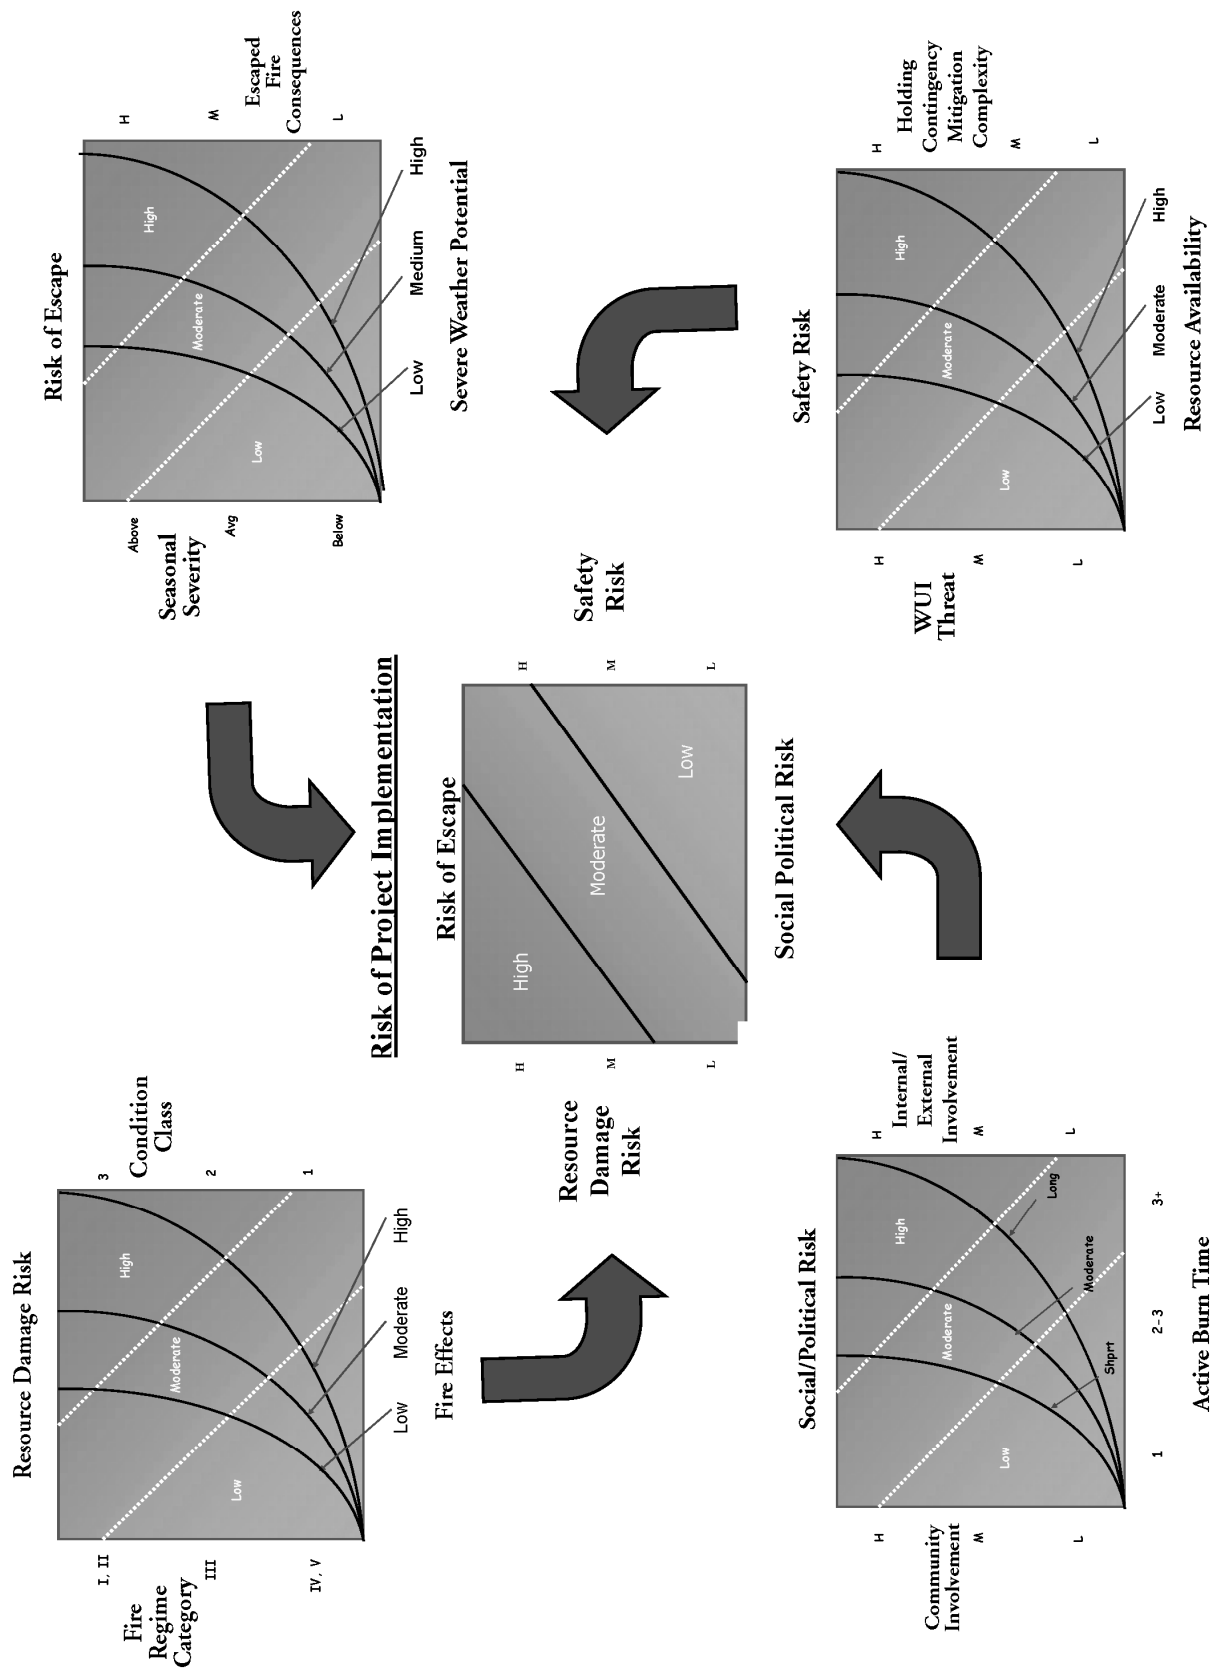 Resource Damage Risk
Fire
Regime
Category
I, II
III
IV, V
High
Moderate
Low
3
2
1
Condition
Class
Low
Moderate
High
Fire Effects
Risk of Escape
Seasonal
Severity
Above
Avg
Below
High
Moderate
Low
H
M
L
Escaped
Fire
Consequences
Low
Medium
High
Severe Weather Potential
Risk of Project Implementation
Risk of Escape
Resource
Damage
Risk
H
M
L
High
Moderate
Low
H
M
L
Safety
Risk
Social Political Risk
Social/Political Risk
Community
Involvement
H
M
L
High
Moderate
Low
Long
Moderate
Shprt
H
M
L
Internal/
External
Involvement
1
2-3
3+
Active Burn Time
Safety Risk
WUI
Threat
H
M
L
High
Moderate
Low
H
M
L
Holding
Contingency
Mitigation
Complexity
Low
Moderate
High
Resource Availability